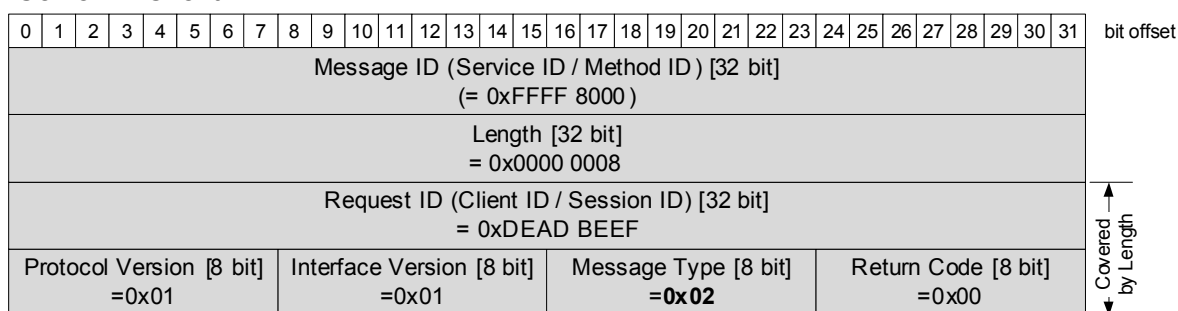 0 1 2 3 4 5 6 7 8 9 10 11 12 13 14 15 16 17 18 19 20 21 22 23 24 25 26 27 28 29 30 31 bit offset
Message ID (Service ID / Method ID) [32 bit]
(= 0xFFFF 8000)
Length [32 bit]
= 0x0000 0008
Request ID (Client ID / Session ID) [32 bit]
= 0xDEAD BEEF
Protocol Version [8 bit] Interface Version [8 bit] Message Type [8 bit] Return Code [8 bit]
=0x01 =0x01 =0x02 =0x00
Covered
by Length